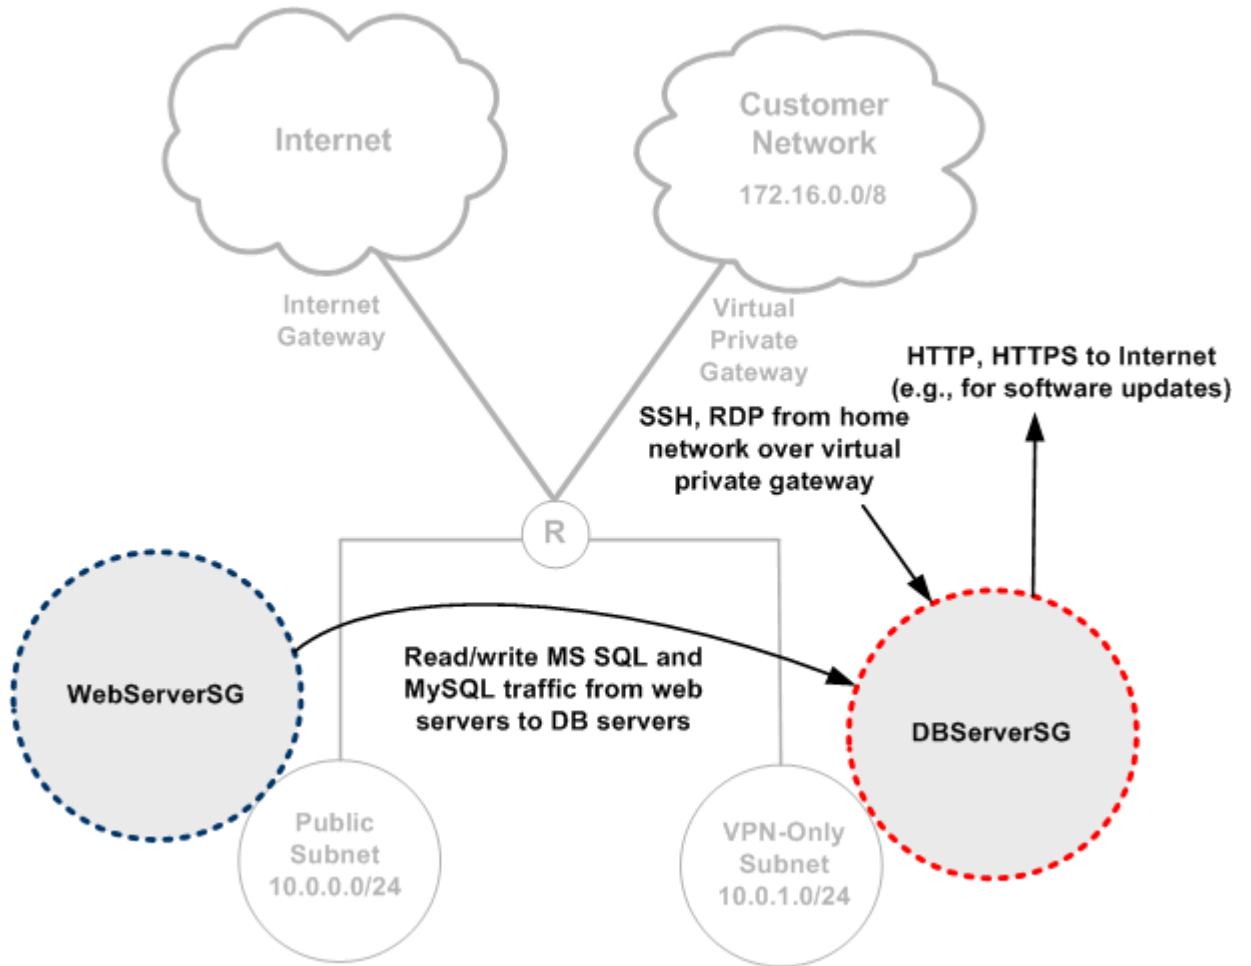 Internet
Customer
Network
172.16.0.0/8
Internet
Gateway
Virtual
Private
Gateway
HTTP, HTTPS to Internet
(e.g., for software updates)
SSH, RDP from home
network over virtual
private gateway
R
WebServerSG
Read/write MS SQL and
MySQL traffic from web
servers to DB servers
DBServerSG
Public
Subnet
10.0.0.0/24
VPN-Only
Subnet
10.0.1.0/24